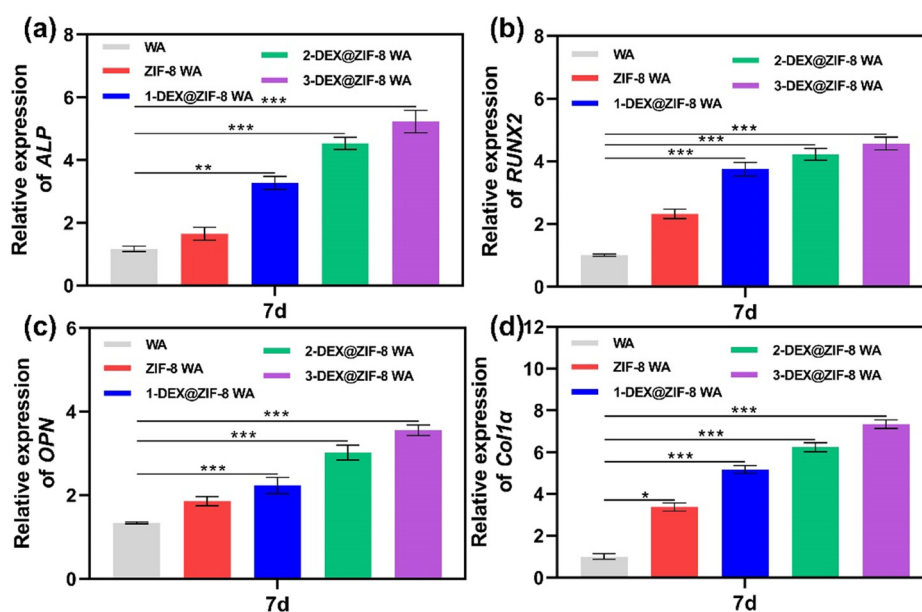 (a)
8
6
4
2
0
Relative expression
of ALP
WA
ZIF-8 WA
1-DEX@ZIF-8 WA
2-DEX@ZIF-8 WA
3-DEX@ZIF-8 WA
***
***
**
7d
(b)
8
6
4
2
0
Relative expression
of RUNX2
WA
ZIF-8 WA
1-DEX@ZIF-8 WA
2-DEX@ZIF-8 WA
3-DEX@ZIF-8 WA
***
***
***
7d
(c)
6
4
2
0
Relative expression
of OPN
WA
ZIF-8 WA
1-DEX@ZIF-8 WA
2-DEX@ZIF-8 WA
3-DEX@ZIF-8 WA
***
***
***
7d
(d)
12
10
8
6
4
2
0
Relative expression
of Col1α
WA
ZIF-8 WA
1-DEX@ZIF-8 WA
2-DEX@ZIF-8 WA
3-DEX@ZIF-8 WA
***
***
***
*
7d